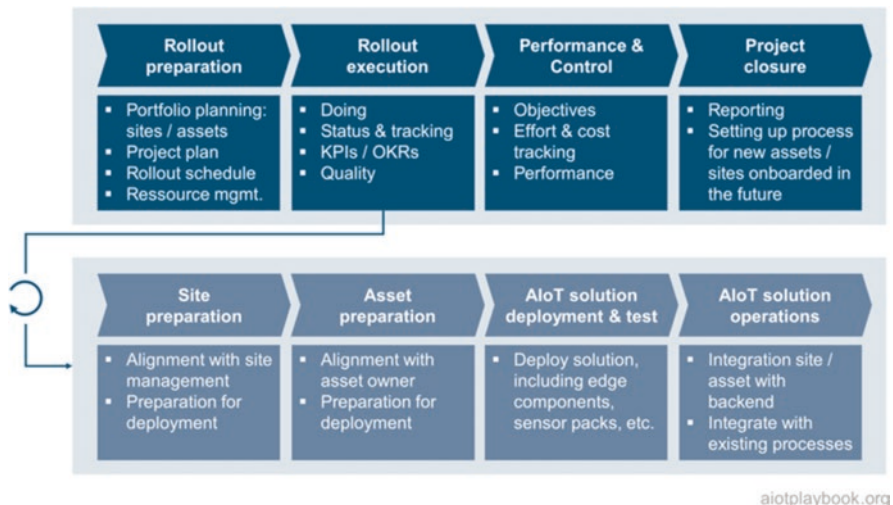 Rollout
preparation
Portfolio planning:
sites / assets
Project plan
Rollout schedule
Ressource mgmt.
Rollout
execution
Doing
Status & tracking
KPIs / OKRs
Quality
Performance &
Control
Objectives
Effort & cost
tracking
Performance
Project
closure
Reporting
Setting up process
for new assets /
sites onboarded in
the future
Site
preparation
Alignment with site
management
Preparation for
deployment
Asset
preparation
Alignment with
asset owner
Preparation for
deployment
AIoT solution
deployment & test
Deploy solution,
including edge
components,
sensor packs, etc.
AIoT solution
operations
Integration site /
asset with
backend
Integrate with
existing processes
aiotplaybook.org